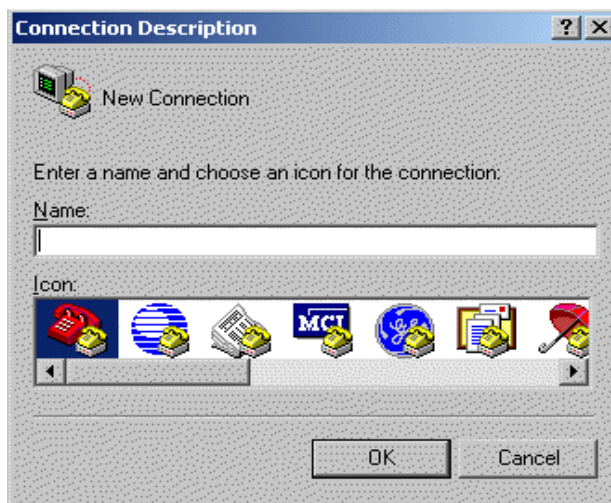 Connection Description
New Connection
Enter a name and choose an icon for the connection:
Name:
Icon:
MCI
OK Cancel